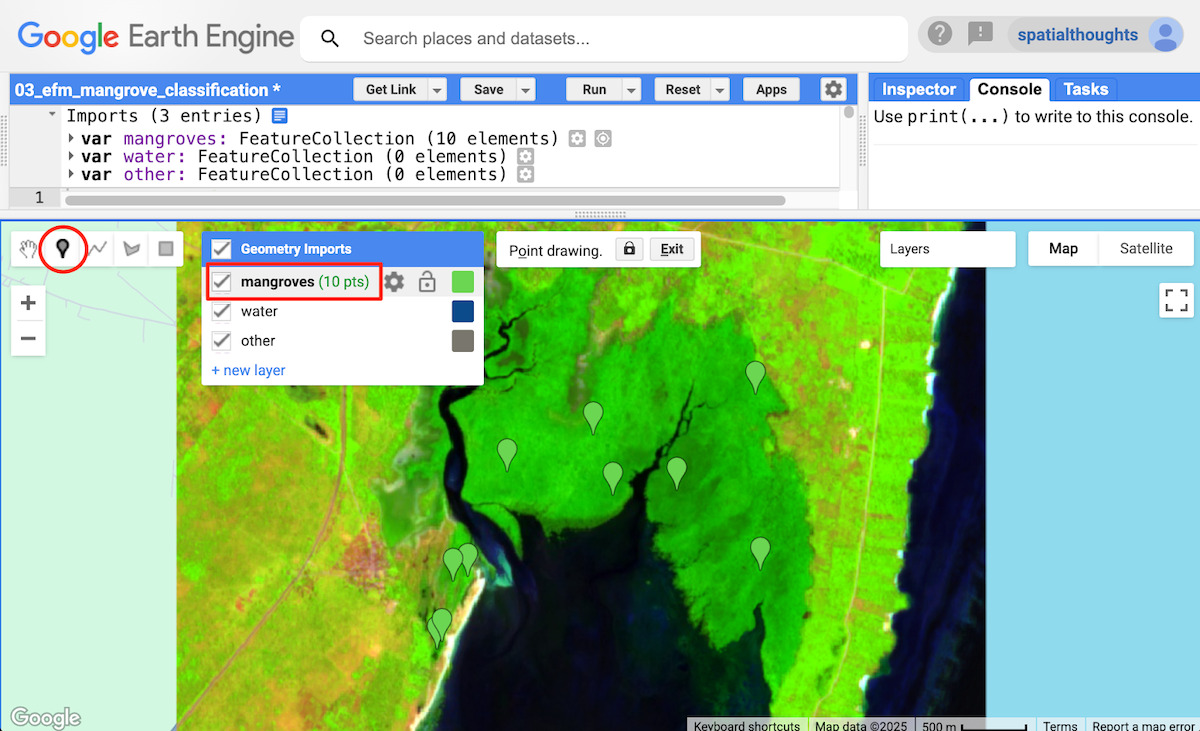 Google Earth Engine
Search places and datasets...
spatialthoughts
03_efm_mangrove_classification *
Get Link
Save
Run
Reset
Apps
Inspector
Console
Tasks
Imports (3 entries)
var mangroves: FeatureCollection (10 elements)
var water: FeatureCollection (0 elements)
var other: FeatureCollection (0 elements)
1
Use print(...) to write to this console.
Geometry Imports
mangroves (10 pts)
water
other
+ new layer
Point drawing.
Exit
Layers
Map
Satellite
Google
Keyboard shortcuts
Map data ©2025
500 m
Terms
Report a map error